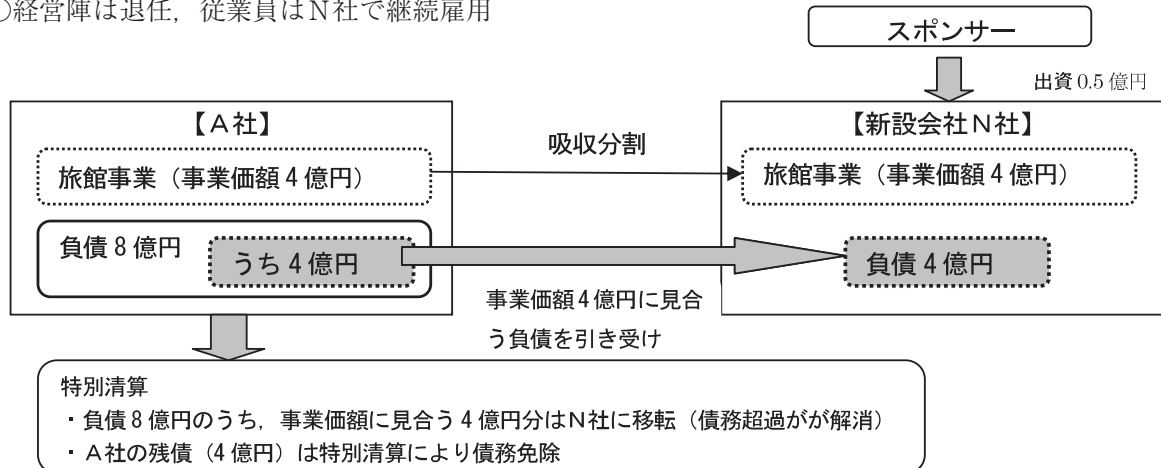 〇経営陣は退任，従業員はN社で継続雇用
スポンサー
出資 0.5 億円
【A社】
【新設会社N社】
吸収分割
旅館事業（事業価額４億円）
旅館事業（事業価額４億円）
負債８億円
うち４億円
負債４億円
事業価額４億円に見合
う負債を引き受け
特別清算
・負債８億円のうち，事業価額に見合う４億円分はN社に移転（債務超過がが解消）
・A社の残債（４億円）は特別清算により債務免除